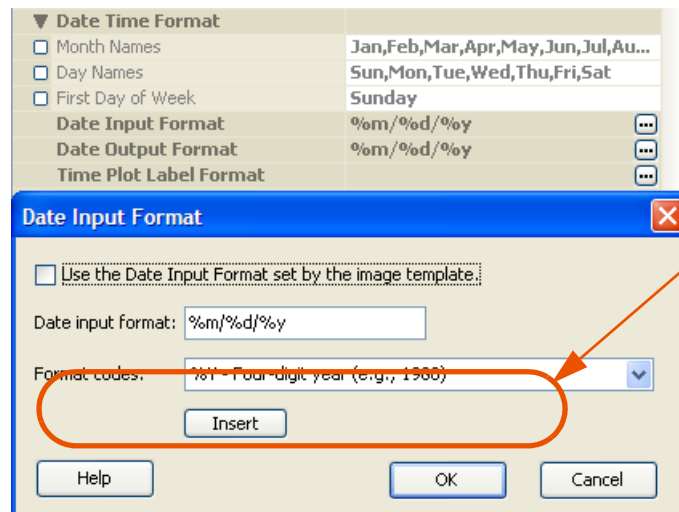 Date Time Format
Month Names Jan,Feb,Mar,Apr,May,Jun,Jul,Au...
Day Names Sun,Mon,Tue,Wed,Thu,Fri,Sat
First Day of Week Sunday
Date Input Format %m/%d/%y
Date Output Format %m/%d/%y
Time Plot Label Format
Date Input Format
Use the Date Input Format set by the image template.
Date input format: %m/%d/%y
Format codes: %Y - Four-digit year (e.g., 1988)
Insert
Help OK Cancel